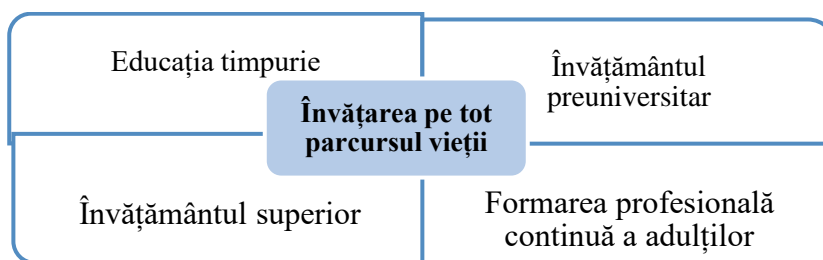 Educația timpurie
Învățământul
preuniversitar
Învățarea pe tot
parcursul vieții
Învățământul superior
Formarea profesională
continuă a adulților